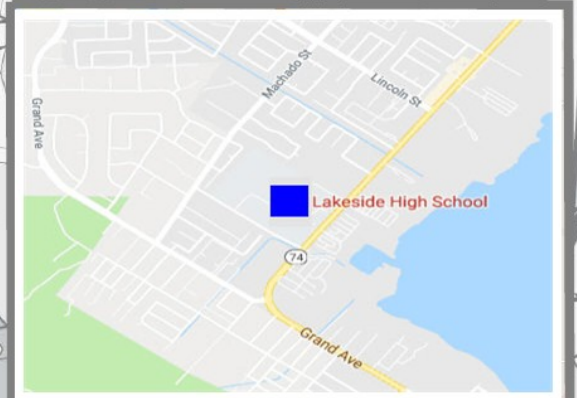 Machado St
Lincoln St
Grand Ave
Lakeside High School
74
Grand Ave